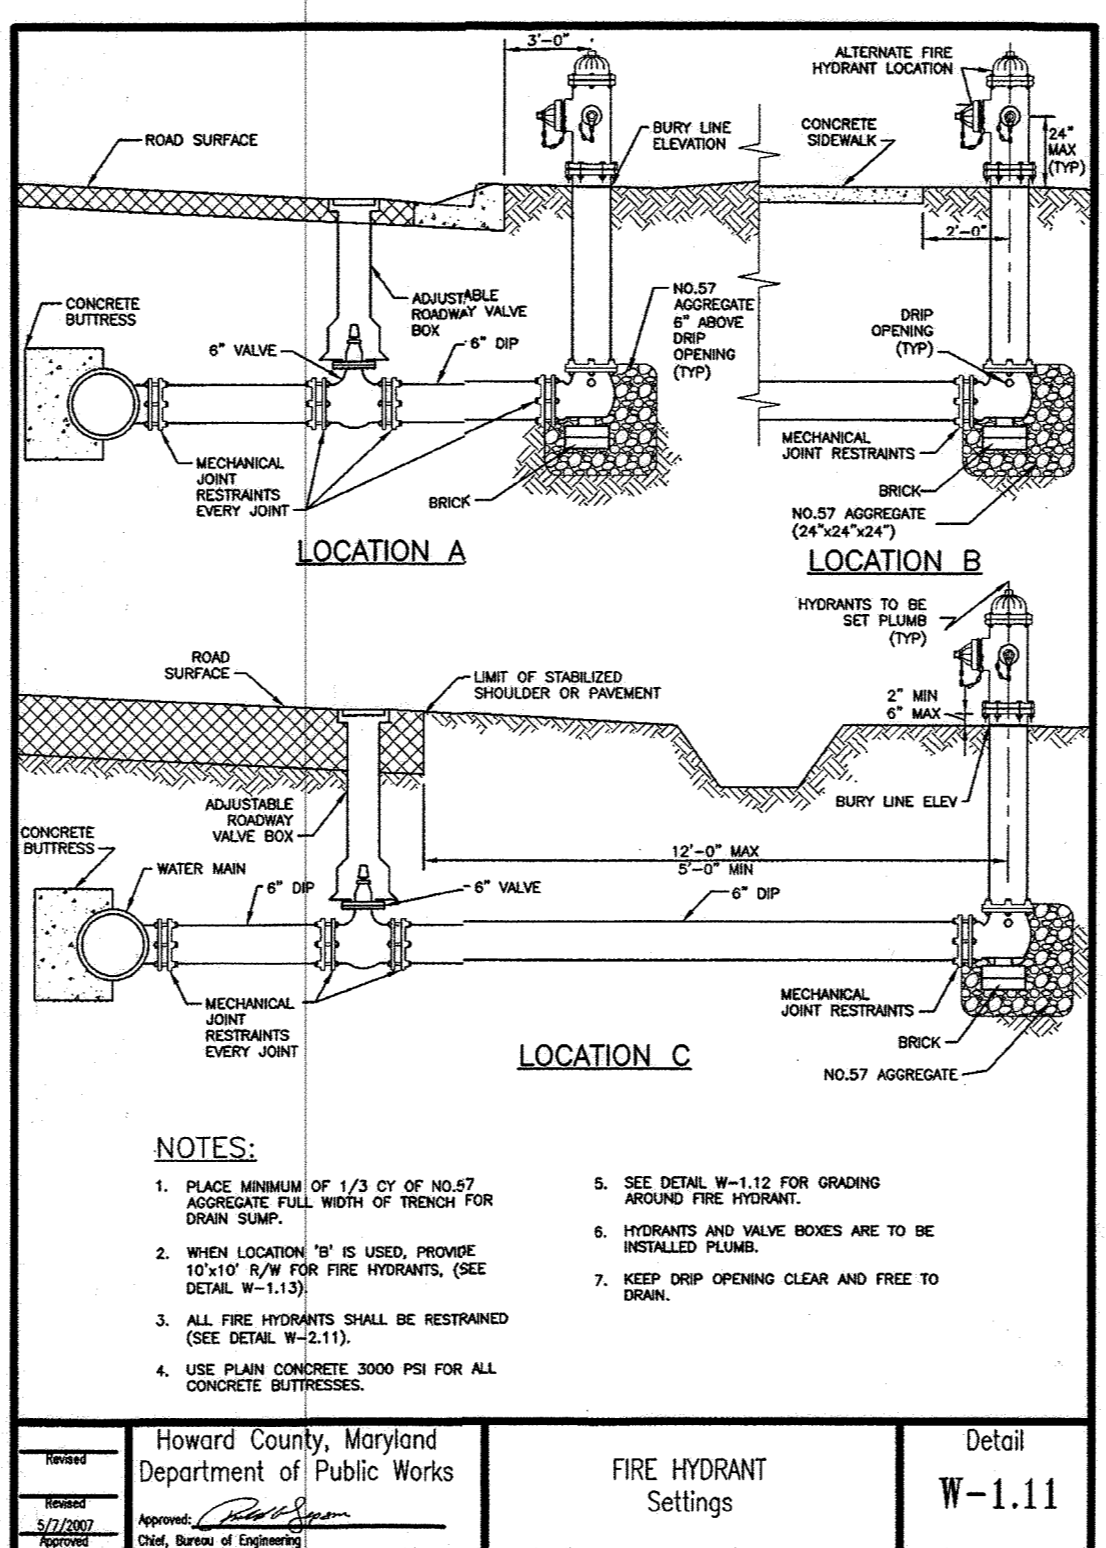 3'-0"
ALTERNATE FIRE
HYDRANT LOCATION
ROAD SURFACE
BURY LINE
ELEVATION
CONCRETE
SIDEWALK
24"
MAX
(TYP)
2'-0"
CONCRETE
BUTTRESS
ADJUSTABLE
ROADWAY VALVE
BOX
6" VALVE
6" DIP
NO.57
AGGREGATE
6" ABOVE
DRIP
OPENING
(TYP)
DRIP
OPENING
(TYP)
MECHANICAL
JOINT
RESTRAINTS
EVERY JOINT
BRICK
MECHANICAL
JOINT RESTRAINTS
BRICK
NO.57 AGGREGATE
(24"x24"x24")
LOCATION A
LOCATION B
HYDRANTS TO BE
SET PLUMB
(TYP)
ROAD
SURFACE
LIMIT OF STABILIZED
SHOULDER OR PAVEMENT
2" MIN
6" MAX
ADJUSTABLE
ROADWAY
VALVE BOX
BURY LINE ELEV
CONCRETE
BUTTRESS
WATER MAIN
6" DIP
6" VALVE
12'-0" MAX
5'-0" MIN
6" DIP
MECHANICAL
JOINT
RESTRAINTS
EVERY JOINT
MECHANICAL
JOINT RESTRAINTS
BRICK
NO.57 AGGREGATE
LOCATION C
NOTES:
1. PLACE MINIMUM OF 1/3 CY OF NO.57
AGGREGATE FULL WIDTH OF TRENCH FOR
DRAIN SUMP.
2. WHEN LOCATION 'B' IS USED, PROVIDE
10'x10' R/W FOR FIRE HYDRANTS, (SEE
DETAIL W-1.13).
3. ALL FIRE HYDRANTS SHALL BE RESTRAINED
(SEE DETAIL W-2.11).
4. USE PLAIN CONCRETE 3000 PSI FOR ALL
CONCRETE BUTTRESSES.
5. SEE DETAIL W-1.12 FOR GRADING
AROUND FIRE HYDRANT.
6. HYDRANTS AND VALVE BOXES ARE TO BE
INSTALLED PLUMB.
7. KEEP DRIP OPENING CLEAR AND FREE TO
DRAIN.
Revised
Revised
5/7/2007
Approved
Howard County, Maryland
Department of Public Works
Approved:
Chief, Bureau of Engineering
FIRE HYDRANT
Settings
Detail
W-1.11